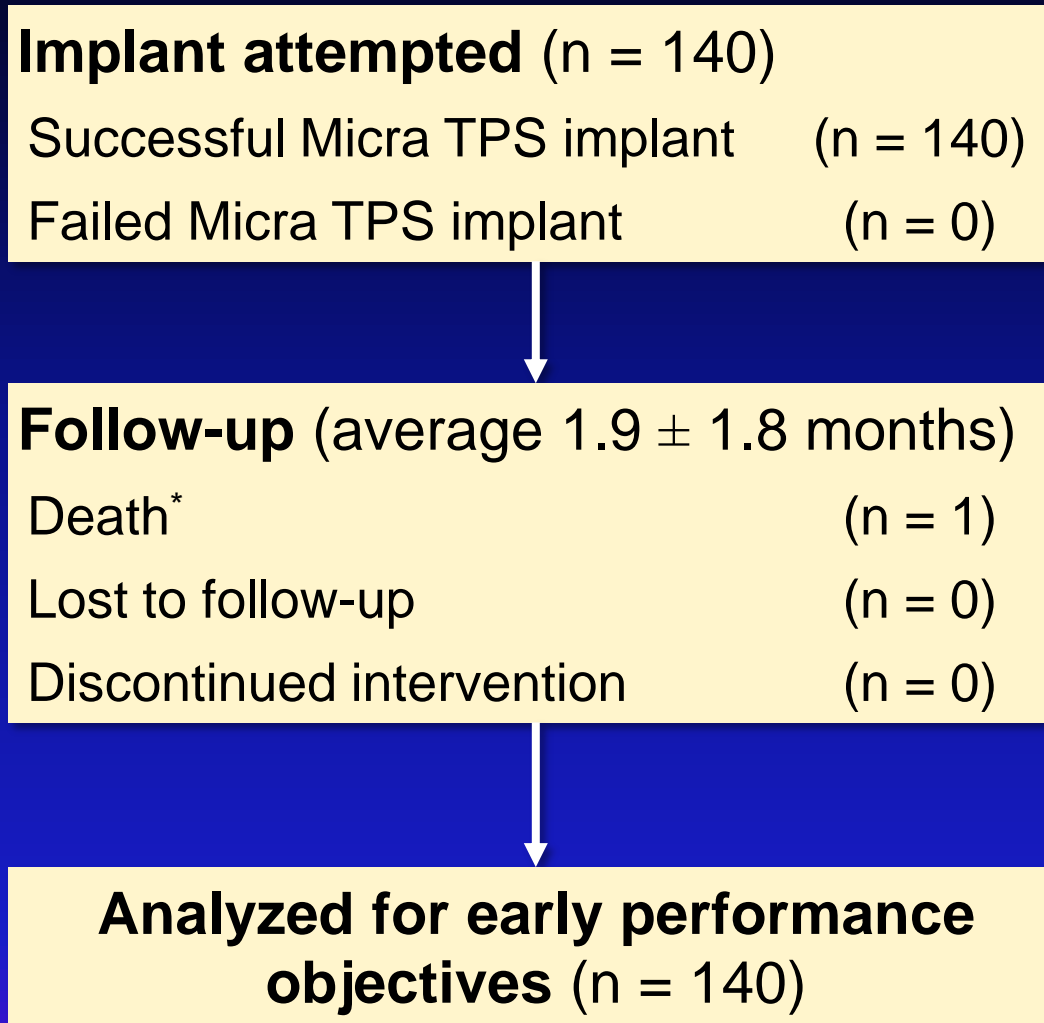 Implant attempted (n = 140)
Successful Micra TPS implant (n = 140)
Failed Micra TPS implant (n = 0)
Follow-up (average 1.9 ± 1.8 months)
Death* (n = 1)
Lost to follow-up (n = 0)
Discontinued intervention (n = 0)
Analyzed for early performance
objectives (n = 140)